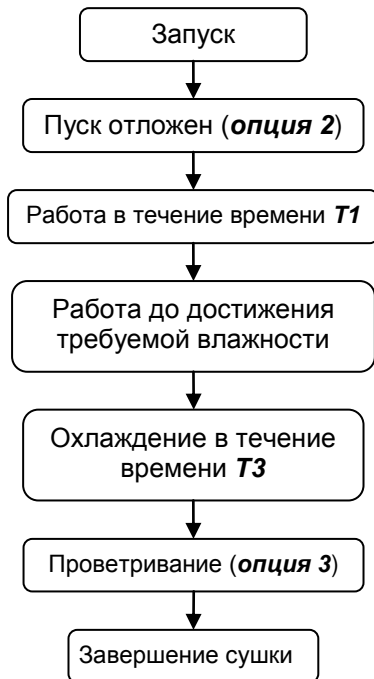 Запуск
Пуск отложен (опция 2)
Работа в течение времени T1
Работа до достижения
требуемой влажности
Охлаждение в течение
времени T3
Проветривание (опция 3)
Завершение сушки